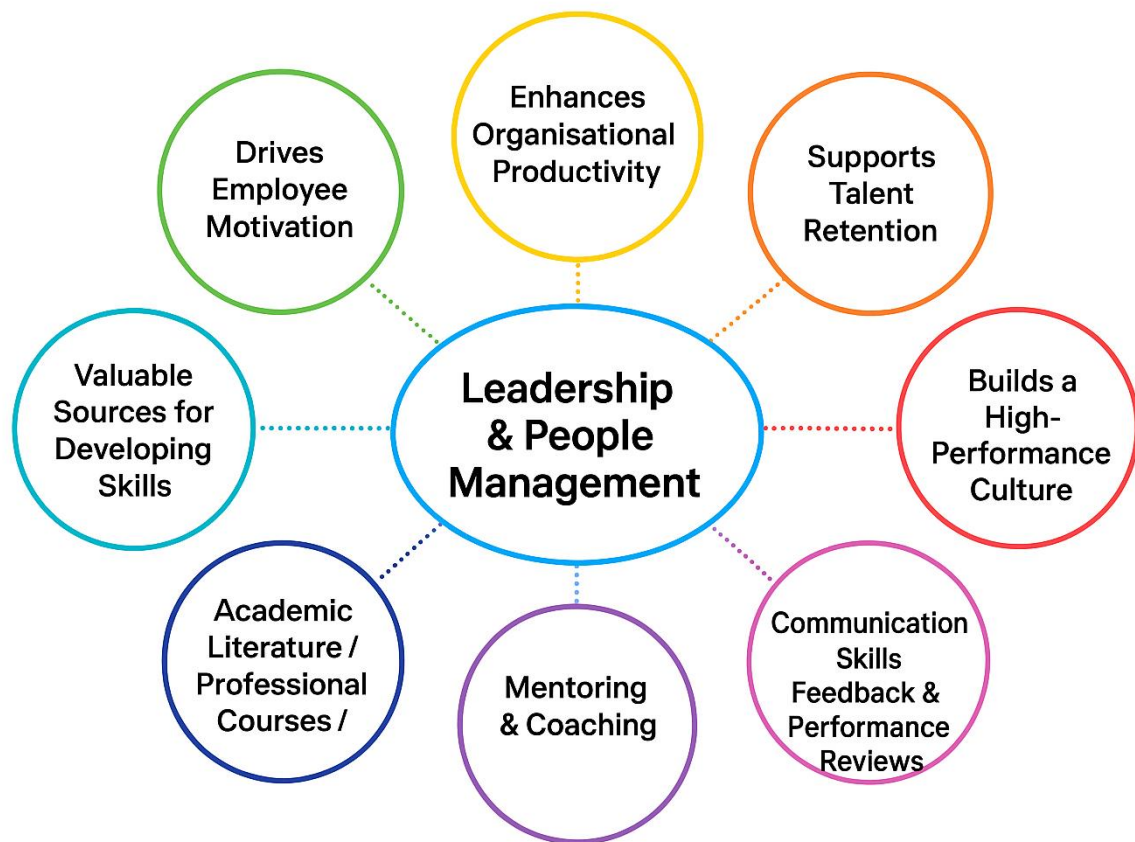 Enhances
Organisational
Productivity
Drives
Employee
Motivation
Supports
Talent
Retention
Valuable
Sources for
Developing
Skills
Leadership
& People
Management
Builds a
High-
Performance
Culture
Academic
Literature /
Professional
Courses /
Mentoring
& Coaching
Communication
Skills
Feedback &
Performance
Reviews